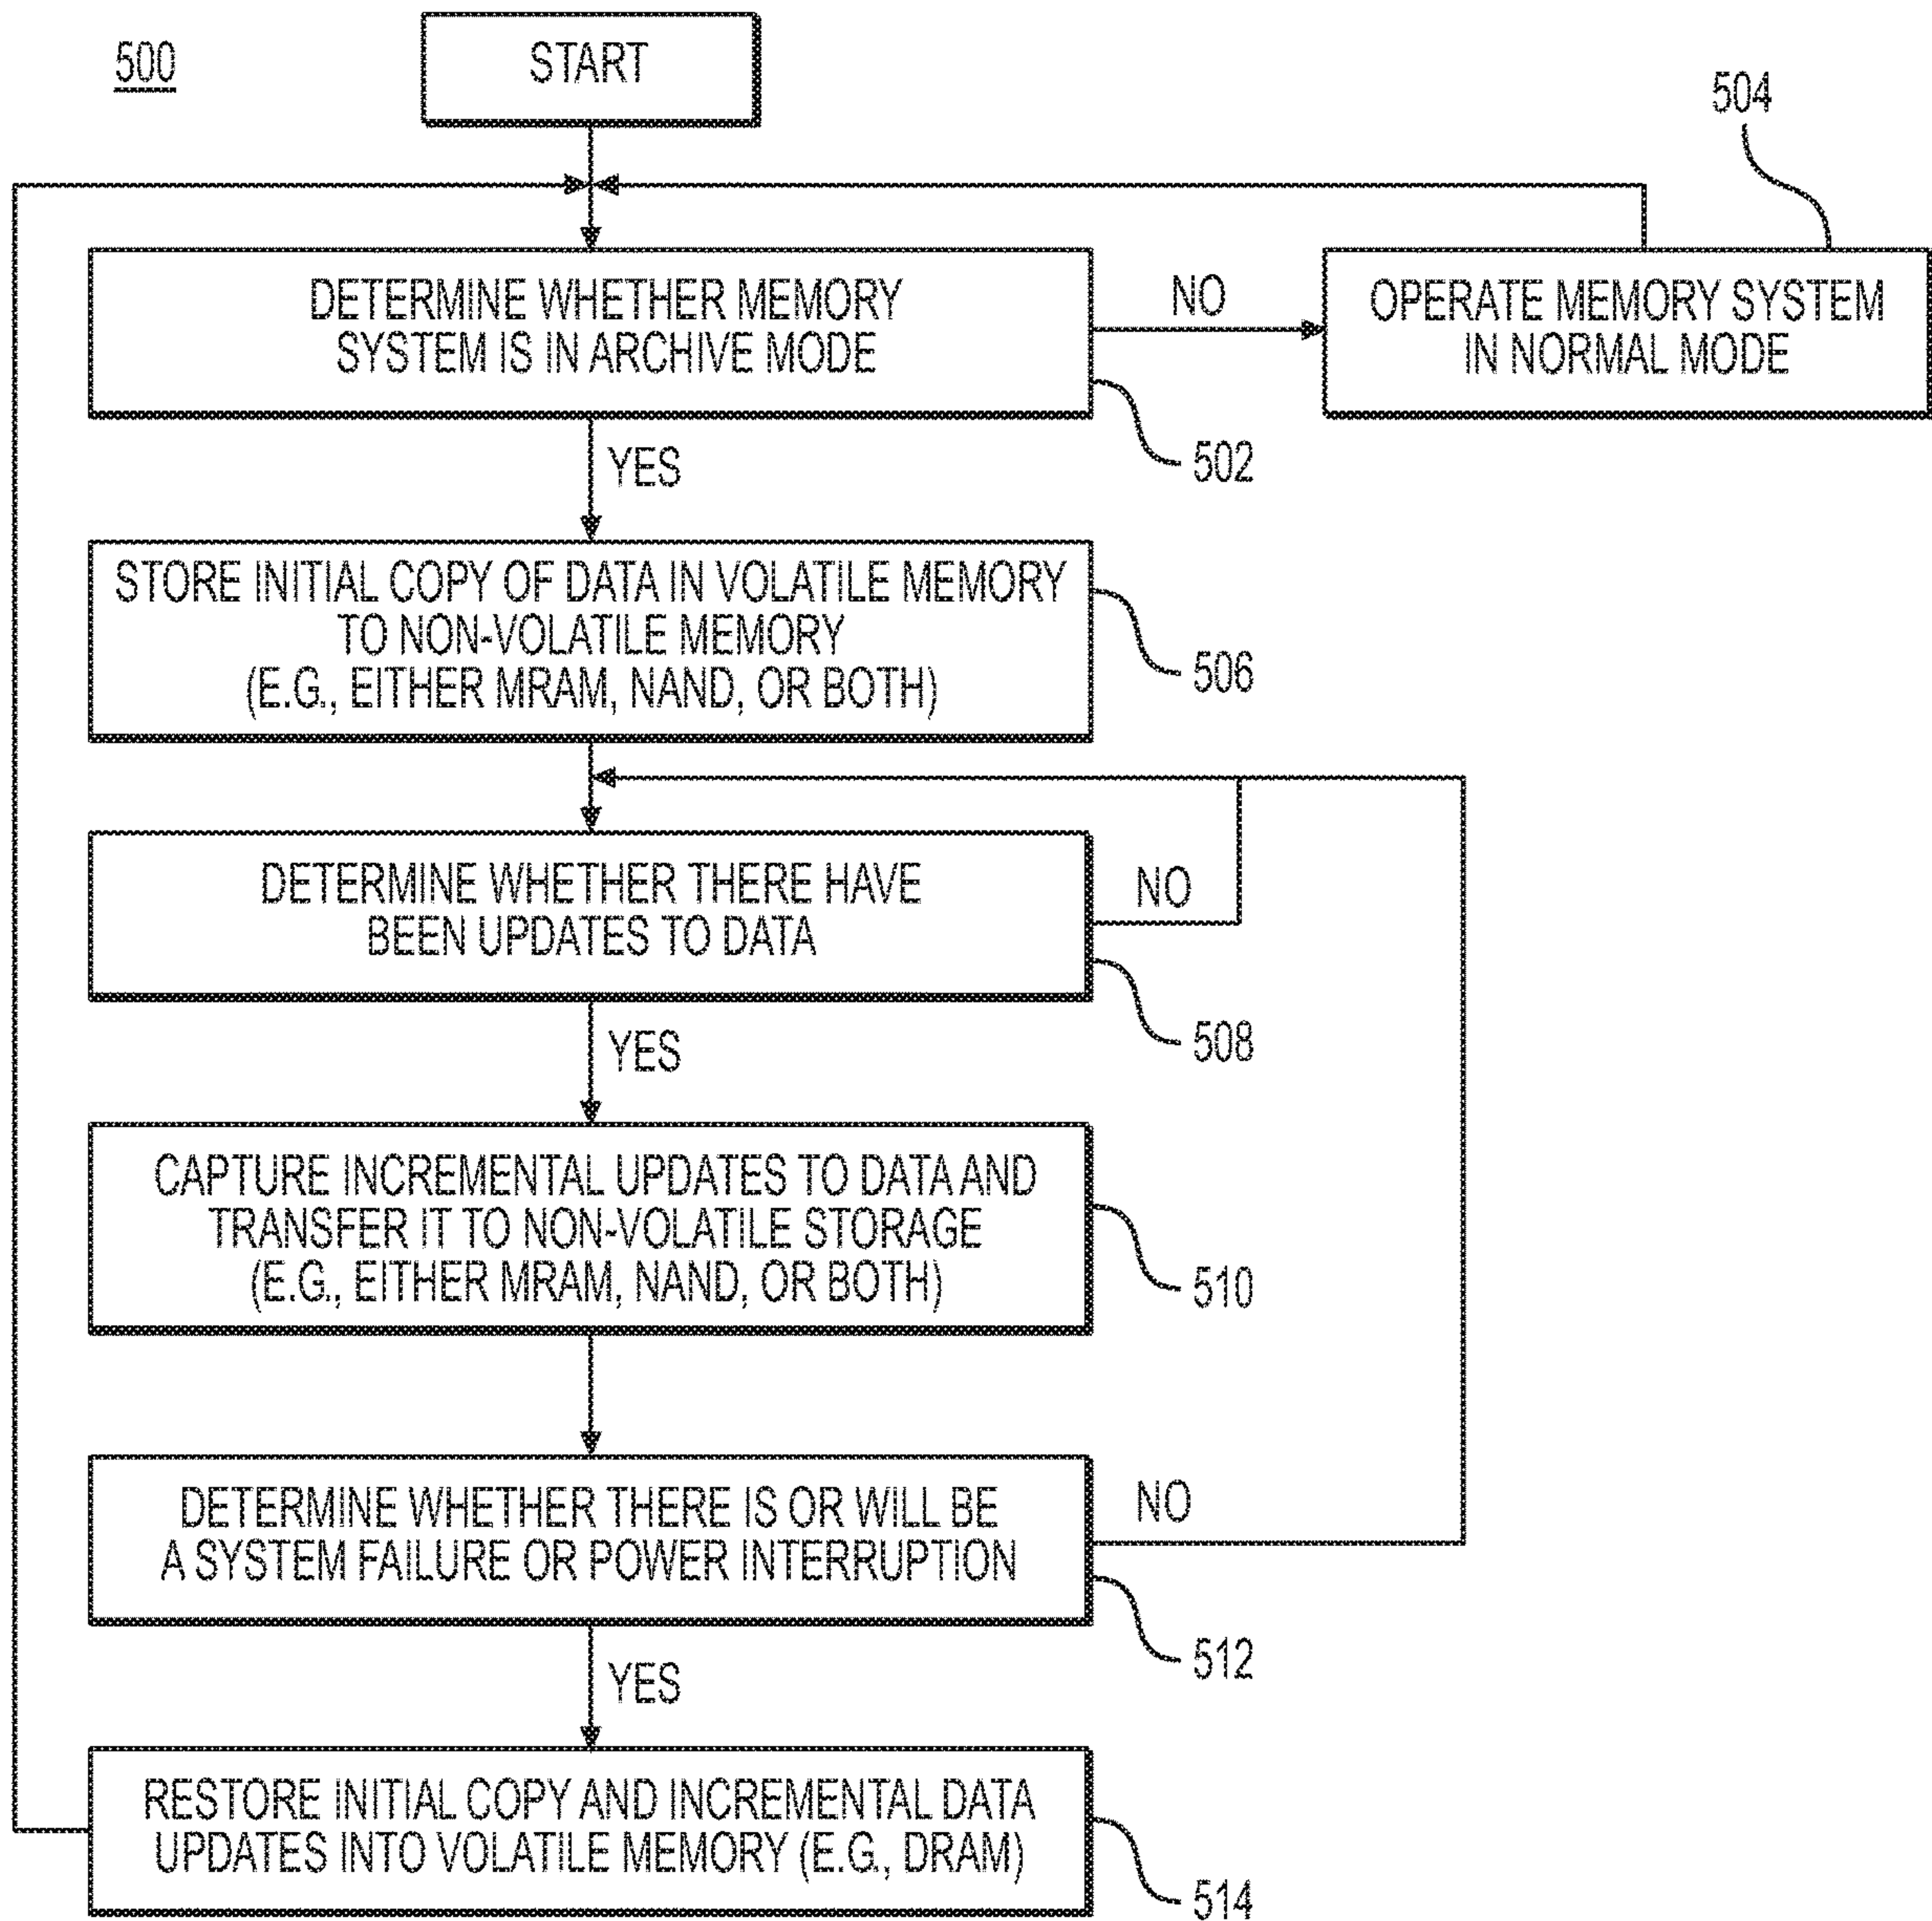 500
START
504
DETERMINE WHETHER MEMORY
SYSTEM IS IN ARCHIVE MODE
NO
OPERATE MEMORY SYSTEM
IN NORMAL MODE
502
YES
STORE INITIAL COPY OF DATA IN VOLATILE MEMORY
TO NON-VOLATILE MEMORY
(E.G., EITHER MRAM, NAND, OR BOTH)
506
DETERMINE WHETHER THERE HAVE
BEEN UPDATES TO DATA
NO
508
YES
CAPTURE INCREMENTAL UPDATES TO DATA AND
TRANSFER IT TO NON-VOLATILE STORAGE
(E.G., EITHER MRAM, NAND, OR BOTH)
510
DETERMINE WHETHER THERE IS OR WILL BE
A SYSTEM FAILURE OR POWER INTERRUPTION
NO
512
YES
RESTORE INITIAL COPY AND INCREMENTAL DATA
UPDATES INTO VOLATILE MEMORY (E.G., DRAM)
514